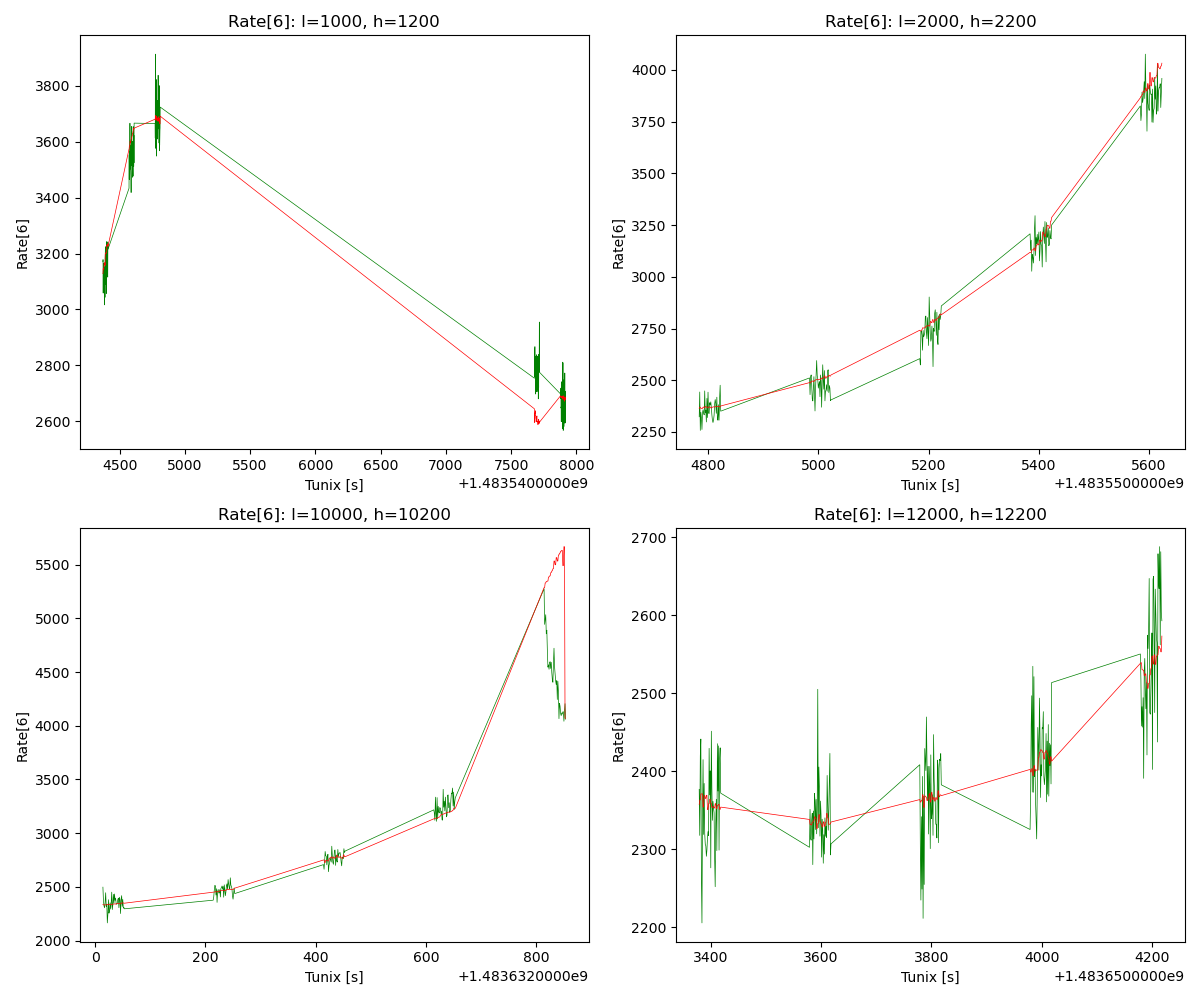 Rate[6]: l=1000, h=1200
Rate[6]
3800
3600
3400
3200
3000
2800
2600
4500 5000 5500 6000 6500 7000 7500 8000
Tunix [s]
+1.4835400000e9
Rate[6]: l=2000, h=2200
Rate[6]
4000
3750
3500
3250
3000
2750
2500
2250
4800 5000 5200 5400 5600
Tunix [s]
+1.4835500000e9
Rate[6]: l=10000, h=10200
Rate[6]
5500
5000
4500
4000
3500
3000
2500
2000
0 200 400 600 800
Tunix [s]
+1.4836320000e9
Rate[6]: l=12000, h=12200
Rate[6]
2700
2600
2500
2400
2300
2200
3400 3600 3800 4000 4200
Tunix [s]
+1.4836500000e9